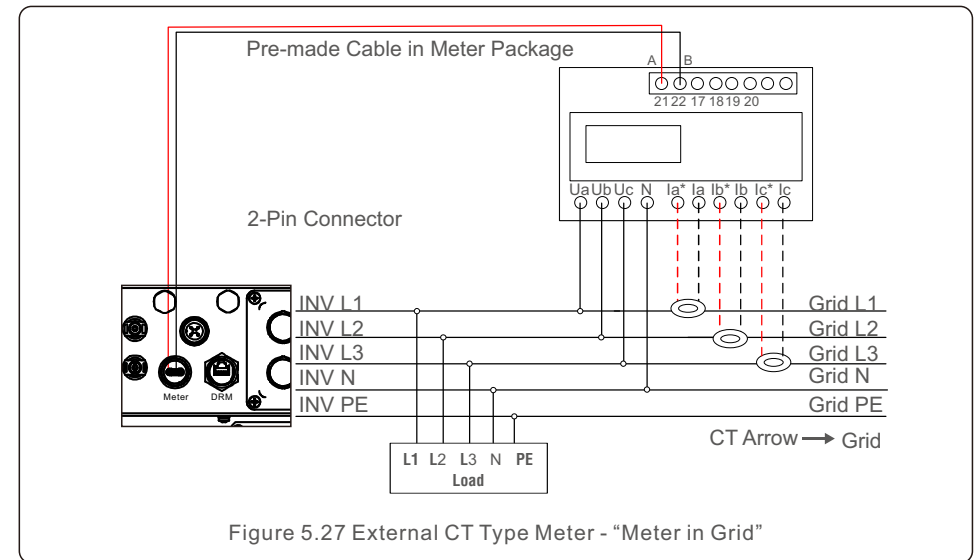 Pre-made Cable in Meter Package
A B
21 22 17 18 19 20
Ua Ub Uc N Ia* Ia Ib* Ib Ic* Ic
2-Pin Connector
INV L1 Grid L1
INV L2 Grid L2
INV L3 Grid L3
INV N Grid N
INV PE Grid PE
Meter DRM
CT Arrow → Grid
L1 L2 L3 N PE
Load
Figure 5.27 External CT Type Meter - “Meter in Grid”